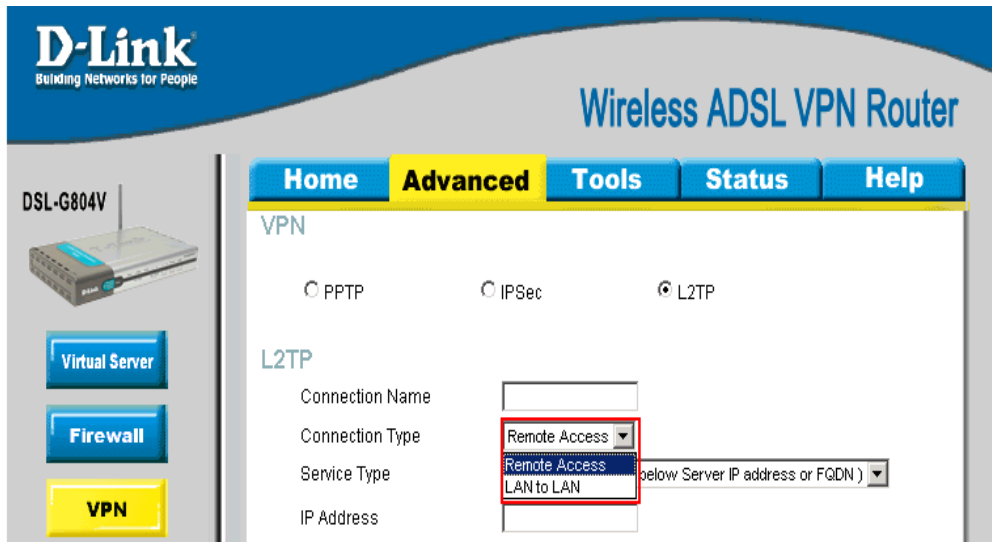 D-Link
Building Networks for People
Wireless ADSL VPN Router
DSL-G804V
Home Advanced Tools Status Help
VPN
PPTP IPSec L2TP
Virtual Server
L2TP
Connection Name
Firewall
Connection Type Remote Access
Remote Access
LAN to LAN
Service Type below Server IP address or FQDN )
VPN
IP Address